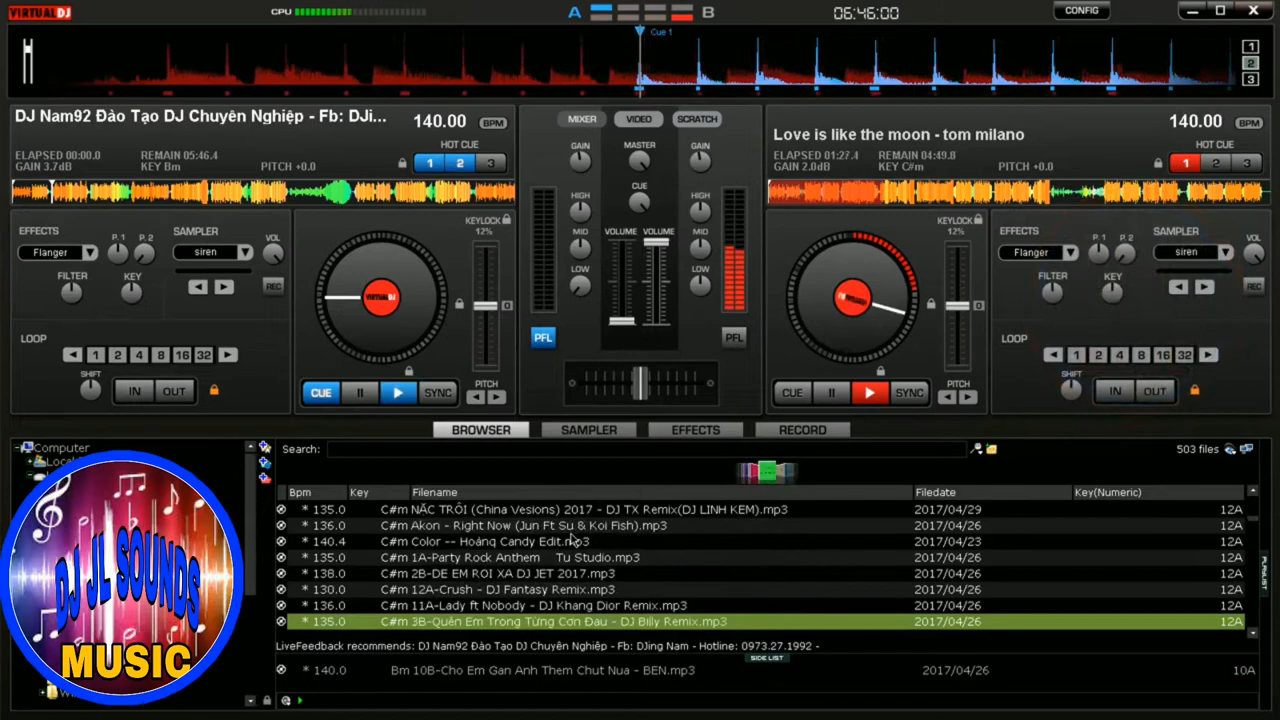 VIRTUALDJ
CPU
A
B
06:46:00
CONFIG
Cue 1
1
2
3
DJ Nam92 Đào Tạo DJ Chuyên Nghiệp - Fb: DJi...
140.00 BPM
HOT CUE
ELAPSED 00:00.0 REMAIN 05:46.4
GAIN 3.7dB KEY Bm PITCH +0.0
1 2 3
MIXER VIDEO SCRATCH
Love is like the moon - tom milano
140.00 BPM
HOT CUE
ELAPSED 01:27.4 REMAIN 04:49.8
GAIN 2.0dB KEY C#m PITCH +0.0
1 2 3
EFFECTS
P. 1 P. 2
SAMPLER
VOL
Flanger
siren
FILTER KEY
REC
LOOP
1 2 4 8 16 32
SHIFT
IN OUT
KEYLOCK
12%
0
CUE SYNC
PITCH
GAIN MASTER GAIN
HIGH CUE HIGH
MID VOLUME VOLUME MID
LOW LOW
PFL PFL
KEYLOCK
12%
0
CUE SYNC
PITCH
EFFECTS
P. 1 P. 2
SAMPLER
VOL
Flanger
siren
FILTER KEY
REC
LOOP
1 2 4 8 16 32
SHIFT
IN OUT
BROWSER SAMPLER EFFECTS RECORD
Computer
Local
DJ JL SOUNDS
MUSIC
Search:
503 files
Bpm Key Filename Filedate Key(Numeric)
* 135.0 C#m NẤC TRÔI (China Vesions) 2017 - DJ TX Remix(DJ LINH KEM).mp3 2017/04/29 12A
* 136.0 C#m Akon - Right Now (Jun Ft Su & Koi Fish).mp3 2017/04/26 12A
* 140.4 C#m Color -- Hoáng Candy Edit.mp3 2017/04/23 12A
* 135.0 C#m 1A-Party Rock Anthem Tu Studio.mp3 2017/04/26 12A
* 138.0 C#m 2B-DE EM ROI XA DJ JET 2017.mp3 2017/04/26 12A
* 130.0 C#m 12A-Crush - DJ Fantasy Remix.mp3 2017/04/26 12A
* 136.0 C#m 11A-Lady ft Nobody - DJ Khang Dior Remix.mp3 2017/04/26 12A
* 135.0 C#m 3B-Quên Em Trong Từng Cơn Đau - DJ Billy Remix.mp3 2017/04/26 12A
PLAYLIST
LiveFeedback recommends: DJ Nam92 Đào Tạo DJ Chuyên Nghiệp - Fb: DJing Nam - Hotline: 0973.27.1992 -
SIDE LIST
* 140.0 Bm 10B-Cho Em Gan Anh Them Chut Nua - BEN.mp3 2017/04/26 10A